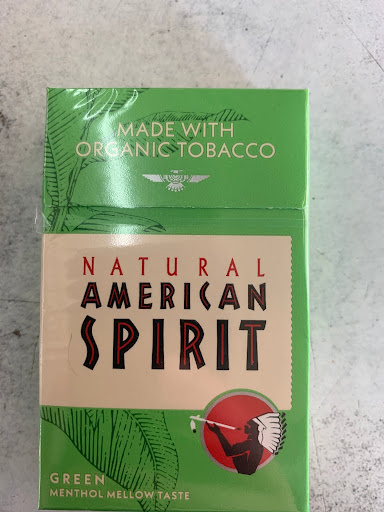 MADE WITH
ORGANIC TOBACCO
NATURAL
AMERICAN
SPIRIT
GREEN
MENTHOL MELLOW TASTE